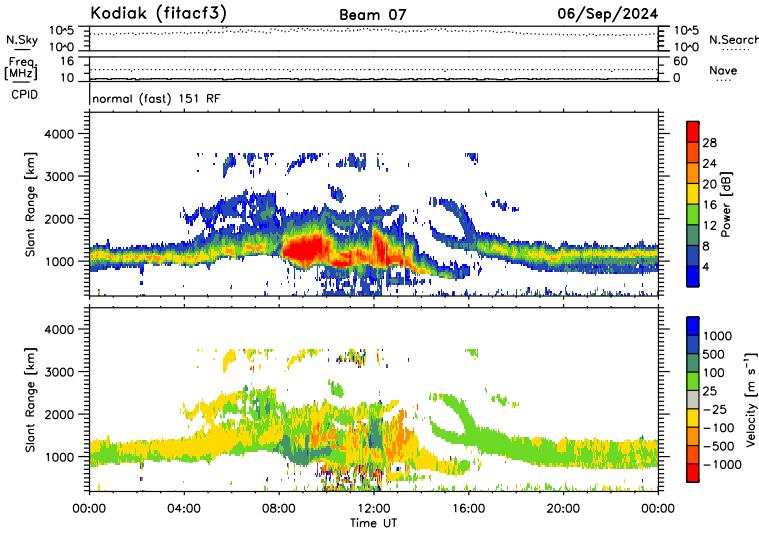 Kodiak (fitacf3) Beam 07 06/Sep/2024
N.Sky 10^5 10^5 N.Search
10^0 10^0
Freq. 16 60 Nave
[MHz] 10 0
CPID normal (fast) 151 RF
Slant Range [km]
4000
3000
2000
1000
Power [dB]
28
24
20
16
12
8
4
Slant Range [km]
4000
3000
2000
1000
Velocity [m s⁻¹]
1000
500
100
25
−25
−100
−500
−1000
00:00 04:00 08:00 12:00 16:00 20:00 00:00
Time UT